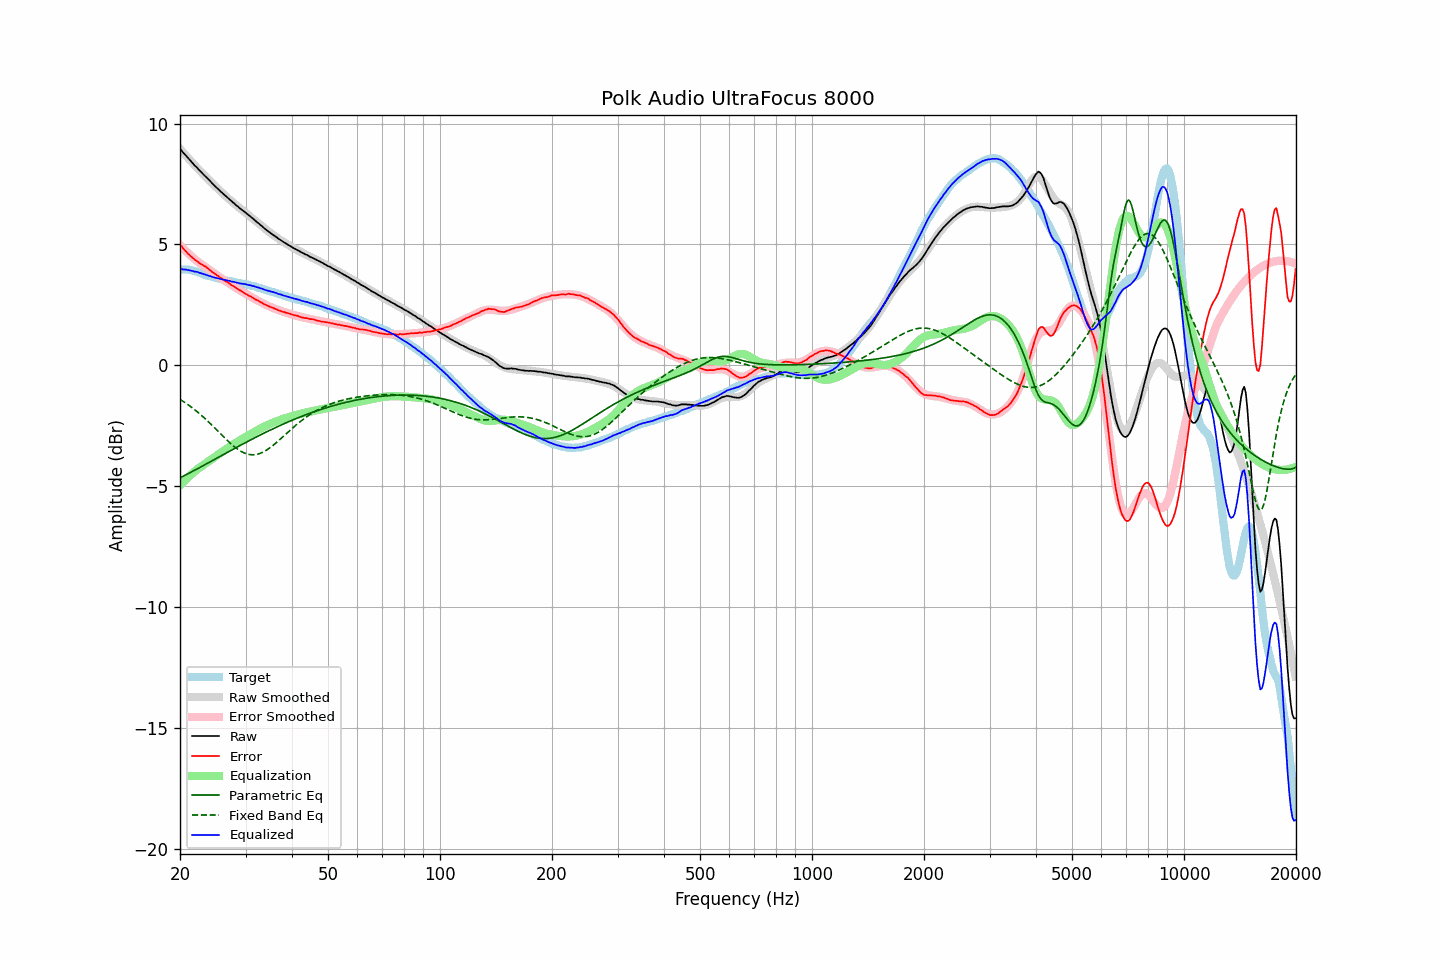 Polk Audio UltraFocus 8000
10
5
0
−5
−10
−15
−20
Amplitude (dBr)
Target
Raw Smoothed
Error Smoothed
Raw
Error
Equalization
Parametric Eq
Fixed Band Eq
Equalized
20 50 100 200 500 1000 2000 5000 10000 20000
Frequency (Hz)